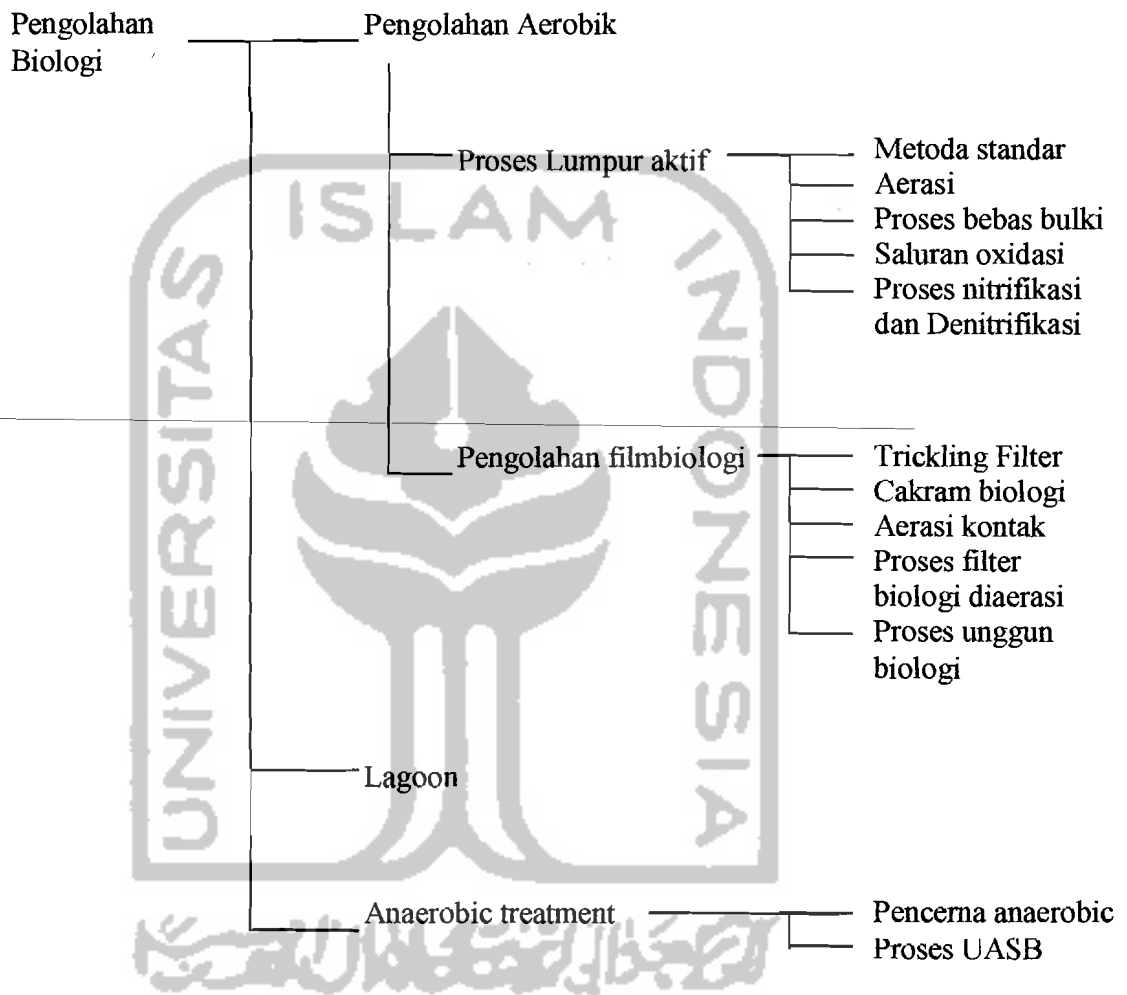 Pengolahan
Biologi
Pengolahan Aerobik
Proses Lumpur aktif
Metoda standar
Aerasi
Proses bebas bulki
Saluran oxidasi
Proses nitrifikasi
dan Denitrifikasi
Pengolahan filmbiologi
Trickling Filter
Cakram biologi
Aerasi kontak
Proses filter
biologi diaerasi
Proses unggun
biologi
Lagoon
Anaerobic treatment
Pencerna anaerobic
Proses UASB
UNIVERSITAS
ISLAM
INDONESIA